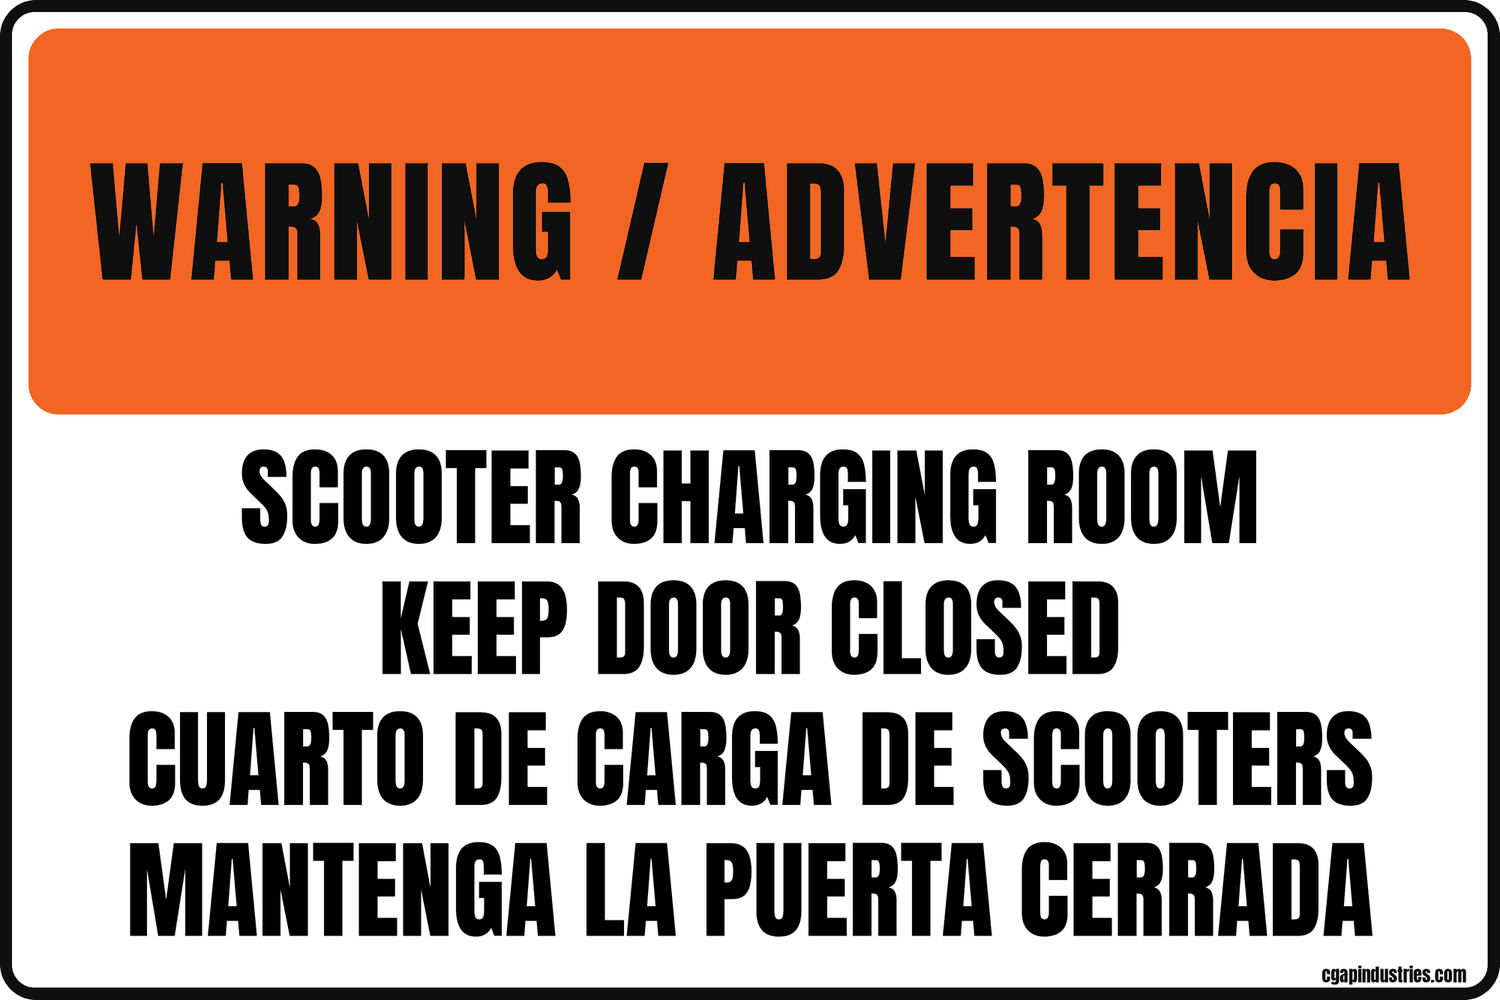 WARNING / ADVERTENCIA
SCOOTER CHARGING ROOM
KEEP DOOR CLOSED
CUARTO DE CARGA DE SCOOTERS
MANTENGA LA PUERTA CERRADA
cgapindustries.com